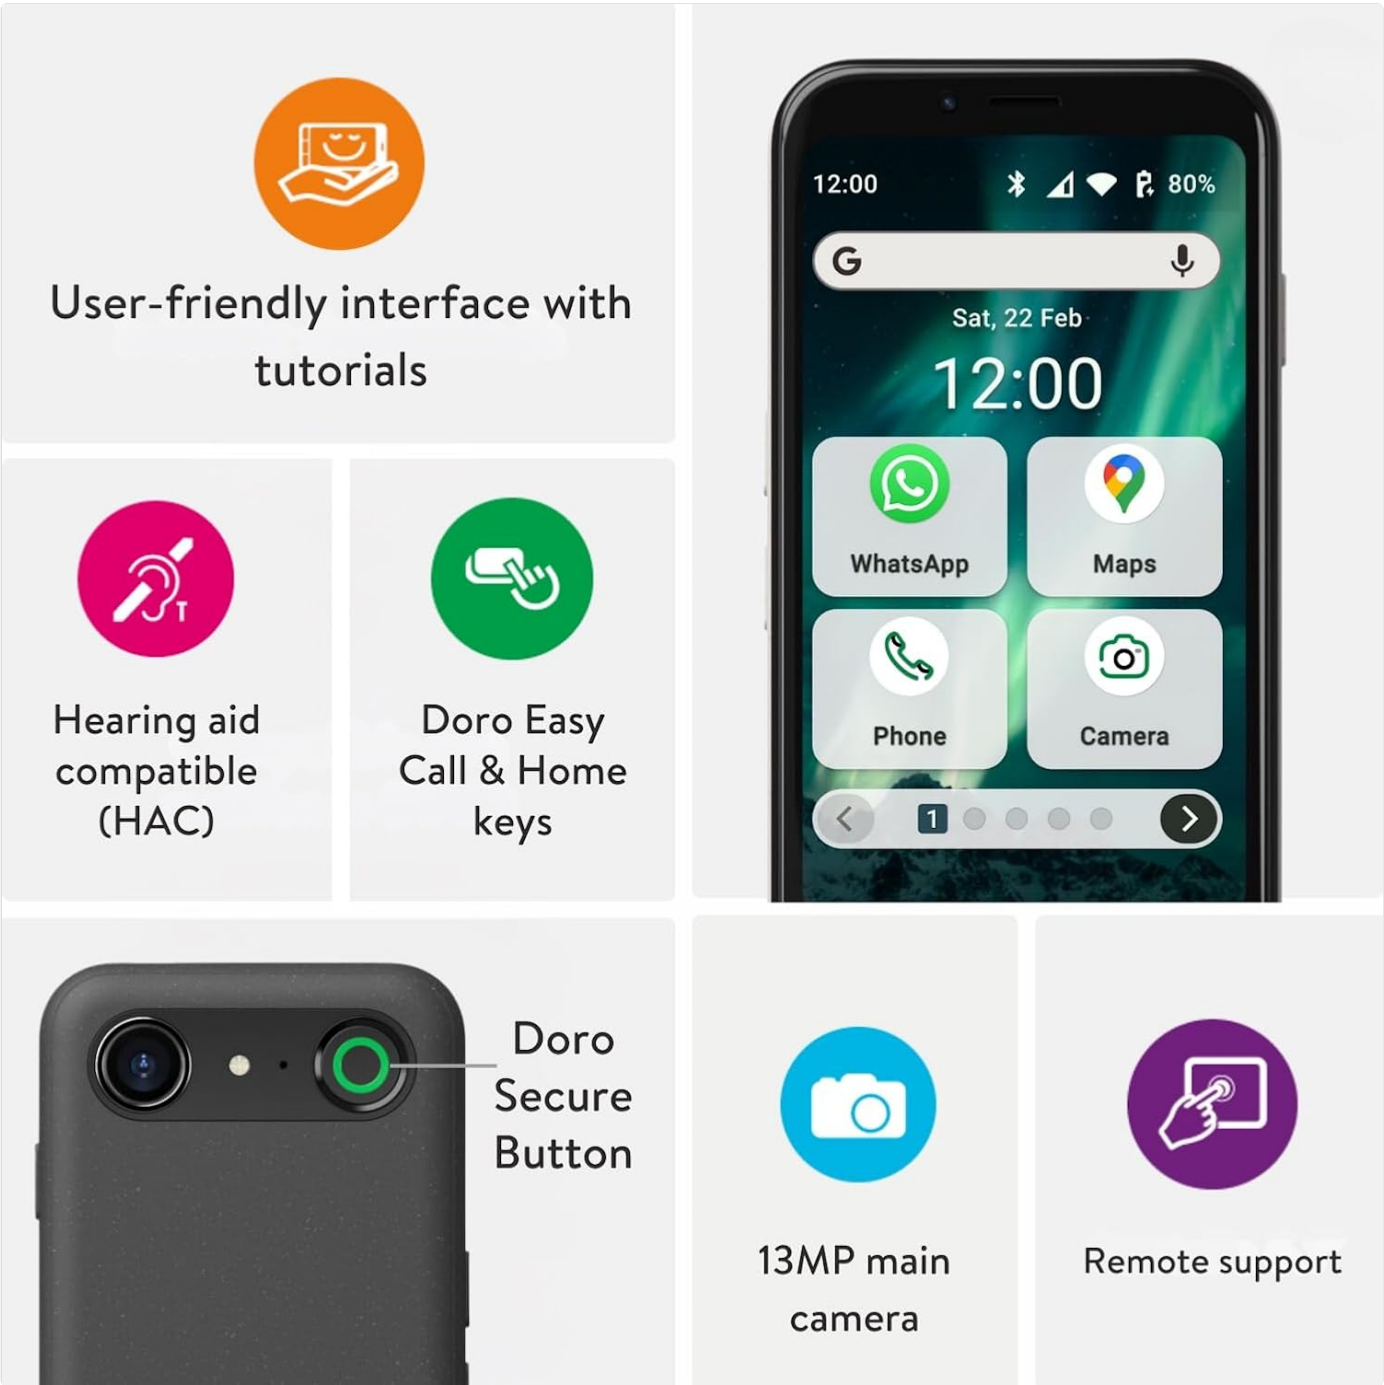 User-friendly interface with
tutorials
Hearing aid
compatible
(HAC)
T
Doro Easy
Call & Home
keys
12:00
80%
G
Sat, 22 Feb
12:00
WhatsApp
Maps
Phone
Camera
1
Doro
Secure
Button
13MP main
camera
Remote support